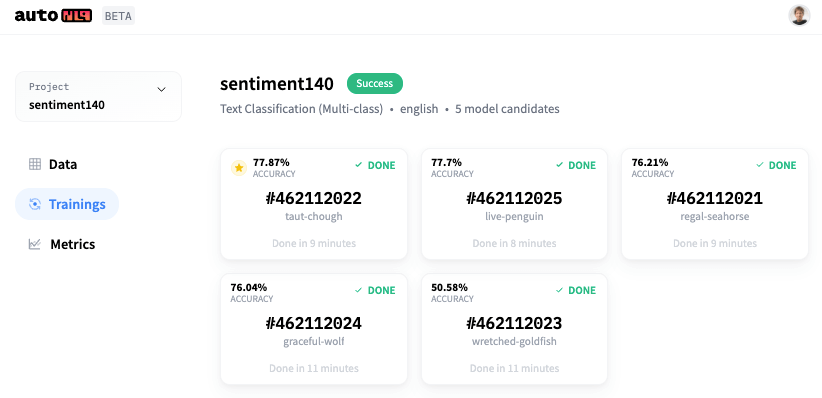 auto NLP BETA
Project
sentiment140
Data
Trainings
Metrics
sentiment140 Success
Text Classification (Multi-class) • english • 5 model candidates
77.87% ACCURACY ✓ DONE
#462112022
taut-chough
Done in 9 minutes
77.7% ACCURACY ✓ DONE
#462112025
live-penguin
Done in 8 minutes
76.21% ACCURACY ✓ DONE
#462112021
regal-seahorse
Done in 9 minutes
76.04% ACCURACY ✓ DONE
#462112024
graceful-wolf
Done in 11 minutes
50.58% ACCURACY ✓ DONE
#462112023
wretched-goldfish
Done in 11 minutes